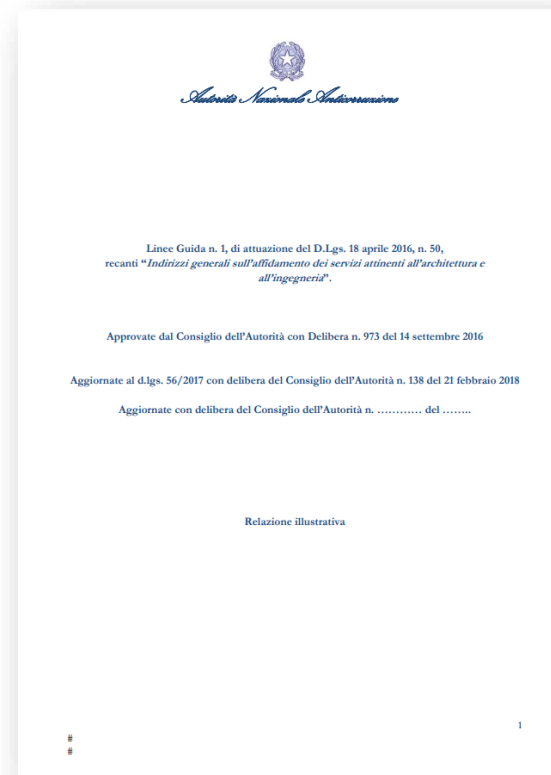 Autorità Nazionale Anticorruzione
Linee Guida n. 1, di attuazione del D.Lgs. 18 aprile 2016, n. 50,
recanti “Indirizzi generali sull’affidamento dei servizi attinenti all’architettura e
all’ingegneria”.
Approvate dal Consiglio dell’Autorità con Delibera n. 973 del 14 settembre 2016
Aggiornate al d.lgs. 56/2017 con delibera del Consiglio dell’Autorità n. 138 del 21 febbraio 2018
Aggiornate con delibera del Consiglio dell’Autorità n. ………… del ……..
Relazione illustrativa
1
#
#